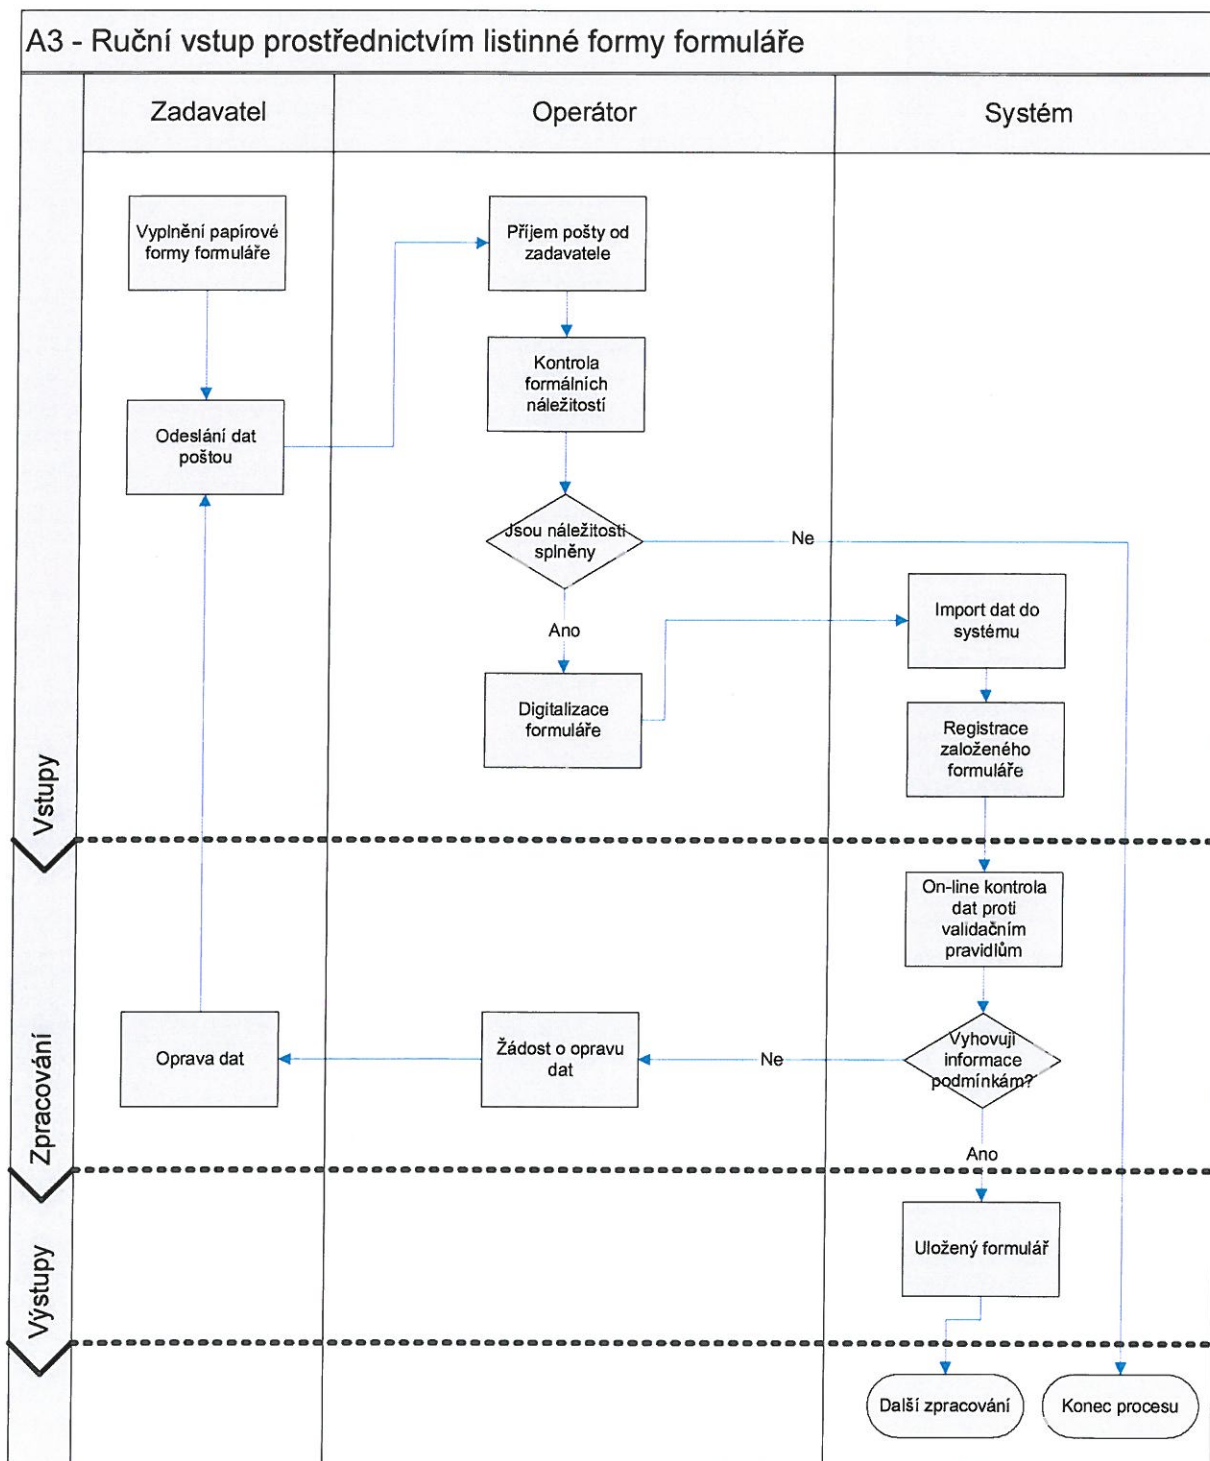 A3 - Ruční vstup prostřednictvím listinné formy formuláře
Zadavatel
Operátor
Systém
Vstupy
Vyplnění papírové
formy formuláře
Příjem pošty od
zadavatele
Kontrola
formálních
náležitostí
Odeslání dat
poštou
Jsou náležitosti
splněny
Ne
Ano
Import dat do
systému
Digitalizace
formuláře
Registrace
založeného
formuláře
Zpracování
On-line kontrola
dat proti
validačním
pravidlům
Vyhovují
informace
podmínkám?
Ne
Žádost o opravu
dat
Oprava dat
Ano
Výstupy
Uložený formulář
Další zpracování
Konec procesu